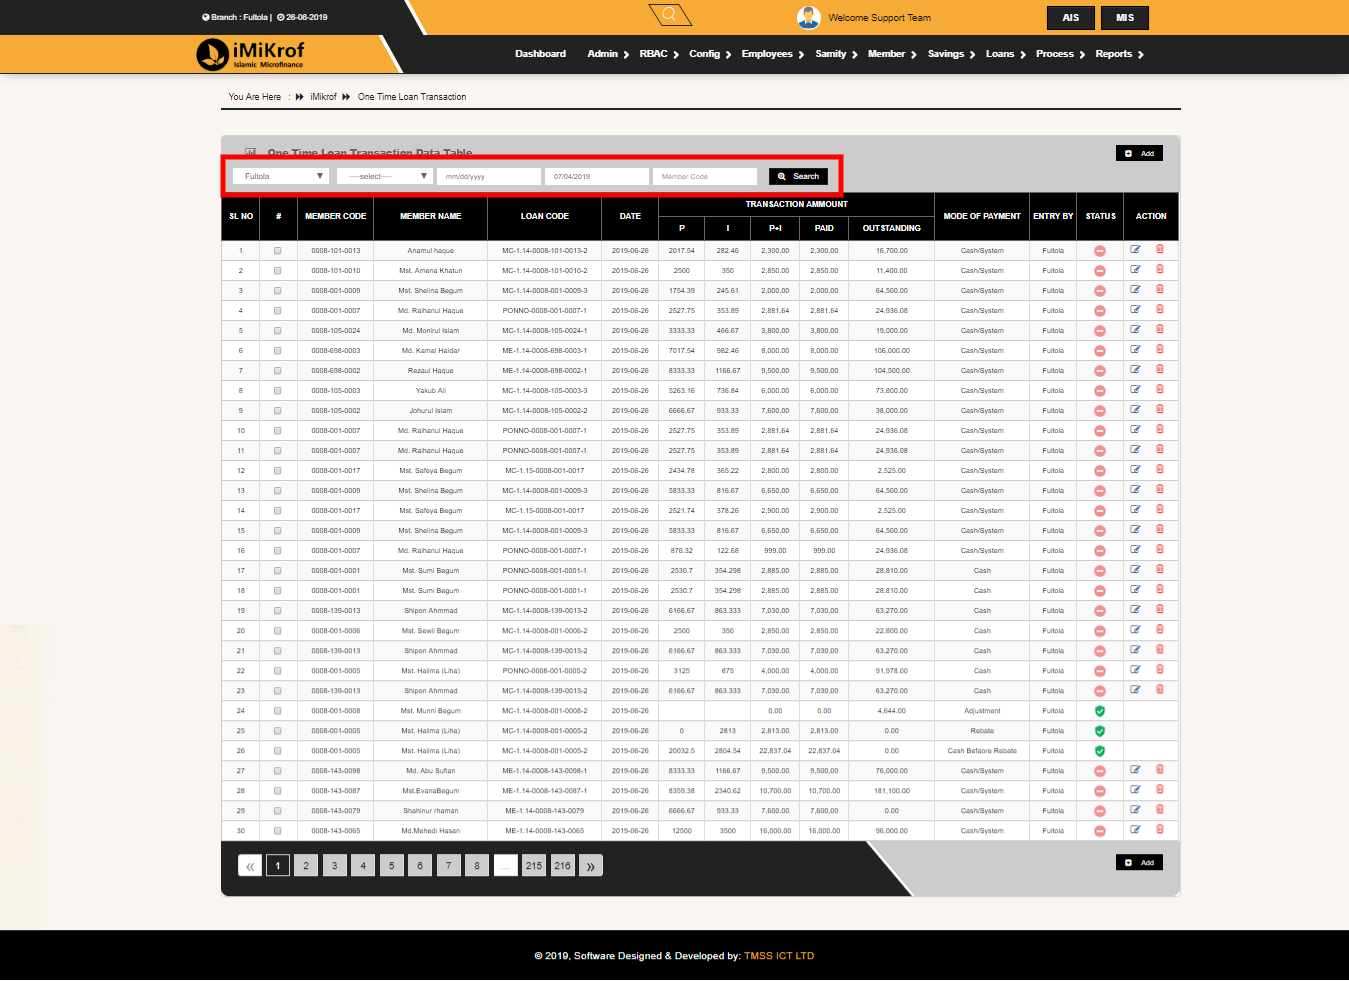 Branch : Fultola | 26-06-2019
Welcome Support Team
AIS MIS
iMiKrof
Islamic Microfinance
Dashboard Admin RBAC Config Employees Samity Member Savings Loans Process Reports
You Are Here : iMikrof One Time Loan Transaction
One Time Loan Transaction Data Table
Add
Fultola ----select---- mm/dd/yyyy 07/04/2019 Member Code Search
SL NO # MEMBER CODE MEMBER NAME LOAN CODE DATE TRANSACTION AMMOUNT MODE OF PAYMENT ENTRY BY STATUS ACTION
P I P+I PAID OUTSTANDING
1 0008-101-0013 Anamul haque MC-1.14-0008-101-0013-2 2019-06-26 2017.54 282.46 2,300.00 2,300.00 16,700.00 Cash/System Fultola
2 0008-101-0010 Mst. Amena Khatun MC-1.14-0008-101-0010-2 2019-06-26 2500 350 2,850.00 2,850.00 11,400.00 Cash/System Fultola
3 0008-001-0009 Mst. Shelina Begum MC-1.14-0008-001-0009-3 2019-06-26 1754.39 245.61 2,000.00 2,000.00 64,500.00 Cash/System Fultola
4 0008-001-0007 Md. Raihanul Haque PONNO-0008-001-0007-1 2019-06-26 2527.75 353.89 2,881.64 2,881.64 24,936.08 Cash/System Fultola
5 0008-105-0024 Md. Monirul Islam MC-1.14-0008-105-0024-1 2019-06-26 3333.33 466.67 3,800.00 3,800.00 19,000.00 Cash/System Fultola
6 0008-698-0003 Md. Kamal Haidar ME-1.14-0008-698-0003-1 2019-06-26 7017.54 982.46 8,000.00 8,000.00 106,000.00 Cash/System Fultola
7 0008-698-0002 Rezaul Haque ME-1.14-0008-698-0002-1 2019-06-26 8333.33 1166.67 9,500.00 9,500.00 104,500.00 Cash/System Fultola
8 0008-105-0003 Yakub Ali MC-1.14-0008-105-0003-3 2019-06-26 5263.16 736.84 6,000.00 6,000.00 73,800.00 Cash/System Fultola
9 0008-105-0002 Johurul Islam MC-1.14-0008-105-0002-2 2019-06-26 6666.67 933.33 7,600.00 7,600.00 38,000.00 Cash/System Fultola
10 0008-001-0007 Md. Raihanul Haque PONNO-0008-001-0007-1 2019-06-26 2527.75 353.89 2,881.64 2,881.64 24,936.08 Cash/System Fultola
11 0008-001-0007 Md. Raihanul Haque PONNO-0008-001-0007-1 2019-06-26 2527.75 353.89 2,881.64 2,881.64 24,936.08 Cash/System Fultola
12 0008-001-0017 Mst. Safeya Begum MC-1.15-0008-001-0017 2019-06-26 2434.78 365.22 2,800.00 2,800.00 2,525.00 Cash/System Fultola
13 0008-001-0009 Mst. Shelina Begum MC-1.14-0008-001-0009-3 2019-06-26 5833.33 816.67 6,650.00 6,650.00 64,500.00 Cash/System Fultola
14 0008-001-0017 Mst. Safeya Begum MC-1.15-0008-001-0017 2019-06-26 2521.74 378.26 2,900.00 2,900.00 2,525.00 Cash/System Fultola
15 0008-001-0009 Mst. Shelina Begum MC-1.14-0008-001-0009-3 2019-06-26 5833.33 816.67 6,650.00 6,650.00 64,500.00 Cash/System Fultola
16 0008-001-0007 Md. Raihanul Haque PONNO-0008-001-0007-1 2019-06-26 876.32 122.68 999.00 999.00 24,936.08 Cash/System Fultola
17 0008-001-0001 Mst. Sumi Begum PONNO-0008-001-0001-1 2019-06-26 2530.7 354.298 2,885.00 2,885.00 28,810.00 Cash Fultola
18 0008-001-0001 Mst. Sumi Begum PONNO-0008-001-0001-1 2019-06-26 2530.7 354.298 2,885.00 2,885.00 28,810.00 Cash Fultola
19 0008-139-0013 Shipon Ahmmad MC-1.14-0008-139-0013-2 2019-06-26 6166.67 863.333 7,030.00 7,030.00 63,270.00 Cash Fultola
20 0008-001-0006 Mst. Sewli Begum MC-1.14-0008-001-0006-2 2019-06-26 2500 350 2,850.00 2,850.00 22,800.00 Cash Fultola
21 0008-139-0013 Shipon Ahmmad MC-1.14-0008-139-0013-2 2019-06-26 6166.67 863.333 7,030.00 7,030.00 63,270.00 Cash Fultola
22 0008-001-0005 Mst. Halima (Liha) PONNO-0008-001-0005-2 2019-06-26 3125 875 4,000.00 4,000.00 91,978.00 Cash Fultola
23 0008-139-0013 Shipon Ahmmad MC-1.14-0008-139-0013-2 2019-06-26 6166.67 863.333 7,030.00 7,030.00 63,270.00 Cash Fultola
24 0008-001-0008 Mst. Munni Begum MC-1.14-0008-001-0008-2 2019-06-26 0.00 0.00 4,644.00 Adjustment Fultola
25 0008-001-0005 Mst. Halima (Liha) MC-1.14-0008-001-0005-2 2019-06-26 0 2813 2,813.00 2,813.00 0.00 Rebate Fultola
26 0008-001-0005 Mst. Halima (Liha) MC-1.14-0008-001-0005-2 2019-06-26 20032.5 2804.54 22,837.04 22,837.04 0.00 Cash Befaore Rebate Fultola
27 0008-143-0098 Md. Abu Sufian ME-1.14-0008-143-0098-1 2019-06-26 8333.33 1166.67 9,500.00 9,500.00 76,000.00 Cash/System Fultola
28 0008-143-0087 Mst.EvanaBegum ME-1.14-0008-143-0087-1 2019-06-26 8359.38 2340.62 10,700.00 10,700.00 181,100.00 Cash/System Fultola
29 0008-143-0079 Shahinur rhaman ME-1.14-0008-143-0079 2019-06-26 6666.67 933.33 7,600.00 7,600.00 0.00 Cash/System Fultola
30 0008-143-0065 Md.Mehedi Hasan ME-1.14-0008-143-0065 2019-06-26 12500 3500 16,000.00 16,000.00 96,000.00 Cash/System Fultola
« 1 2 3 4 5 6 7 8 ... 215 216 »
Add
© 2019, Software Designed & Developed by: TMSS ICT LTD